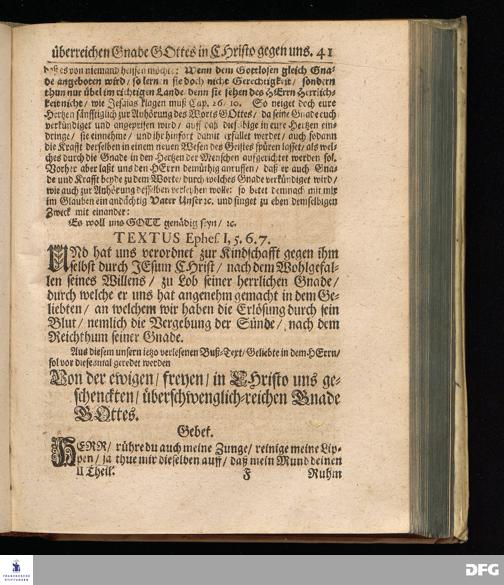 überreichen Gnade GOttes in CHristo gegen uns. 41
daß es von niemand heissen möchte: Wenn dem Gottlosen gleich Gna-
de angeboten wird / so lernen sie doch nicht Gerechtigkeit / sondern
thun nur übel im richtigen Lande denn sie sehen des HErrn Herrlich-
keit nicht / wie Jesaias klagen muß Cap. 26/ 10. So neiget doch eure
Hertzen sänfftiglich zur Anhörung des Worts GOttes / da seine Gnade euch
verkündiget und angepriesen wird / auff daß dieselbige in eure Hertzen ein-
dringe / sie einnehme / und ihr hinfort damit erfüllet werdet / auch sodann
die Krafft derselben in einem neuen Wesen des Geistes spüren lasset / als wel-
ches durch die Gnade in den Hertzen der Menschen auffgerichtet werden sol.
Vorher aber laßt uns den HErrn demüthig anruffen / daß er auch Gna-
de und Krafft beyde zu dem Worte / durch welches Gnade verkündiget wird /
wie auch zur Anhörung desselben verleihen wolle: so betet demnach mit mir
im Glauben ein andächtig Vater Unser ꝛc. und singet zu eben demselbigen
Zweck mit einander:
Es woll uns GOTT genädig seyn / ꝛc.
TEXTUS Ephes. I, 5. 6. 7.
UNd hat uns verordnet zur Kindschafft gegen ihm
selbst durch JEsum CHrist / nach dem Wohlgefal-
len seines Willens / zu Lob seiner herrlichen Gnade /
durch welche er uns hat angenehm gemacht in dem Ge-
liebten / an welchem wir haben die Erlösung durch sein
Blut / nemlich die Vergebung der Sünde / nach dem
Reichthum seiner Gnade.
Aus diesem unsern ietzo verlesenen Buß-Text / Geliebte in dem HErrn /
sol vor diesesmal geredet werden
Von der ewigen / freyen / in CHristo uns ge-
schenckten / überschwenglich-reichen Gnade
GOttes.
Gebet.
HERR / rühre du auch meine Zunge / reinige meine Lip-
pen / ja thue mir dieselben auff / daß mein Mund deinen
II Theil. F Ruhm
FRANCKESCHE
STIFTUNGEN
DFG